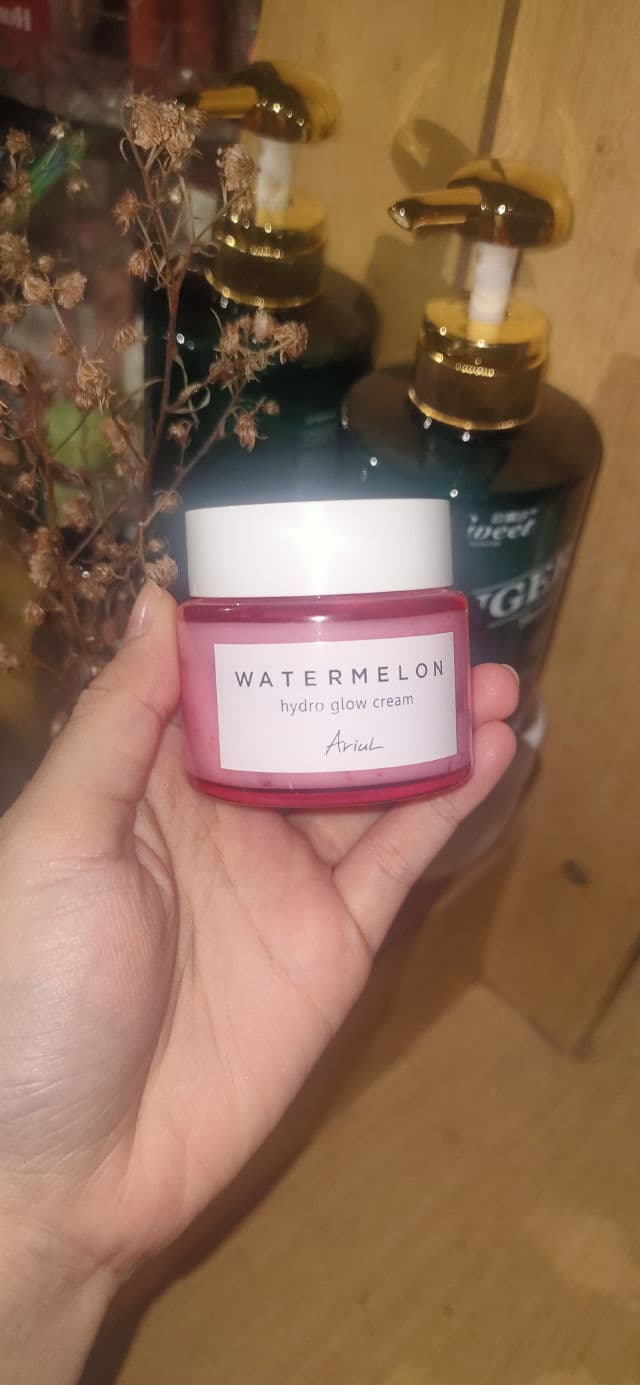 WATERMELON
hydro glow cream
Ariul